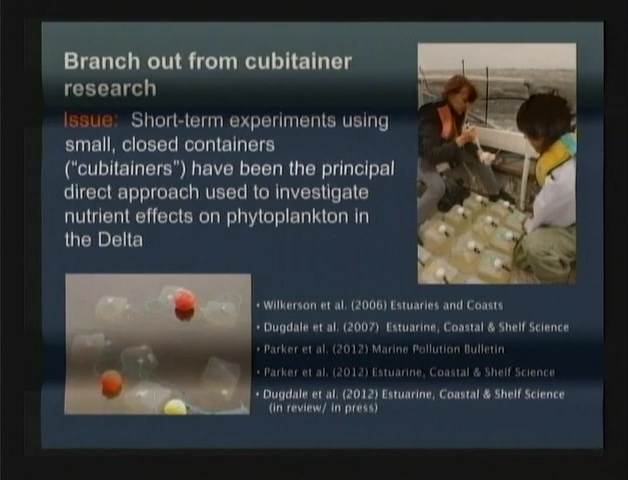 Branch out from cubitainer
research
Issue: Short-term experiments using
small, closed containers
("cubitainers") have been the principal
direct approach used to investigate
nutrient effects on phytoplankton in
the Delta
• Wilkerson et al. (2006) Estuaries and Coasts
• Dugdale et al. (2007) Estuarine, Coastal & Shelf Science
• Parker et al. (2012) Marine Pollution Bulletin
• Parker et al. (2012) Estuarine, Coastal & Shelf Science
• Dugdale et al. (2012) Estuarine, Coastal & Shelf Science
(in review/ in press)